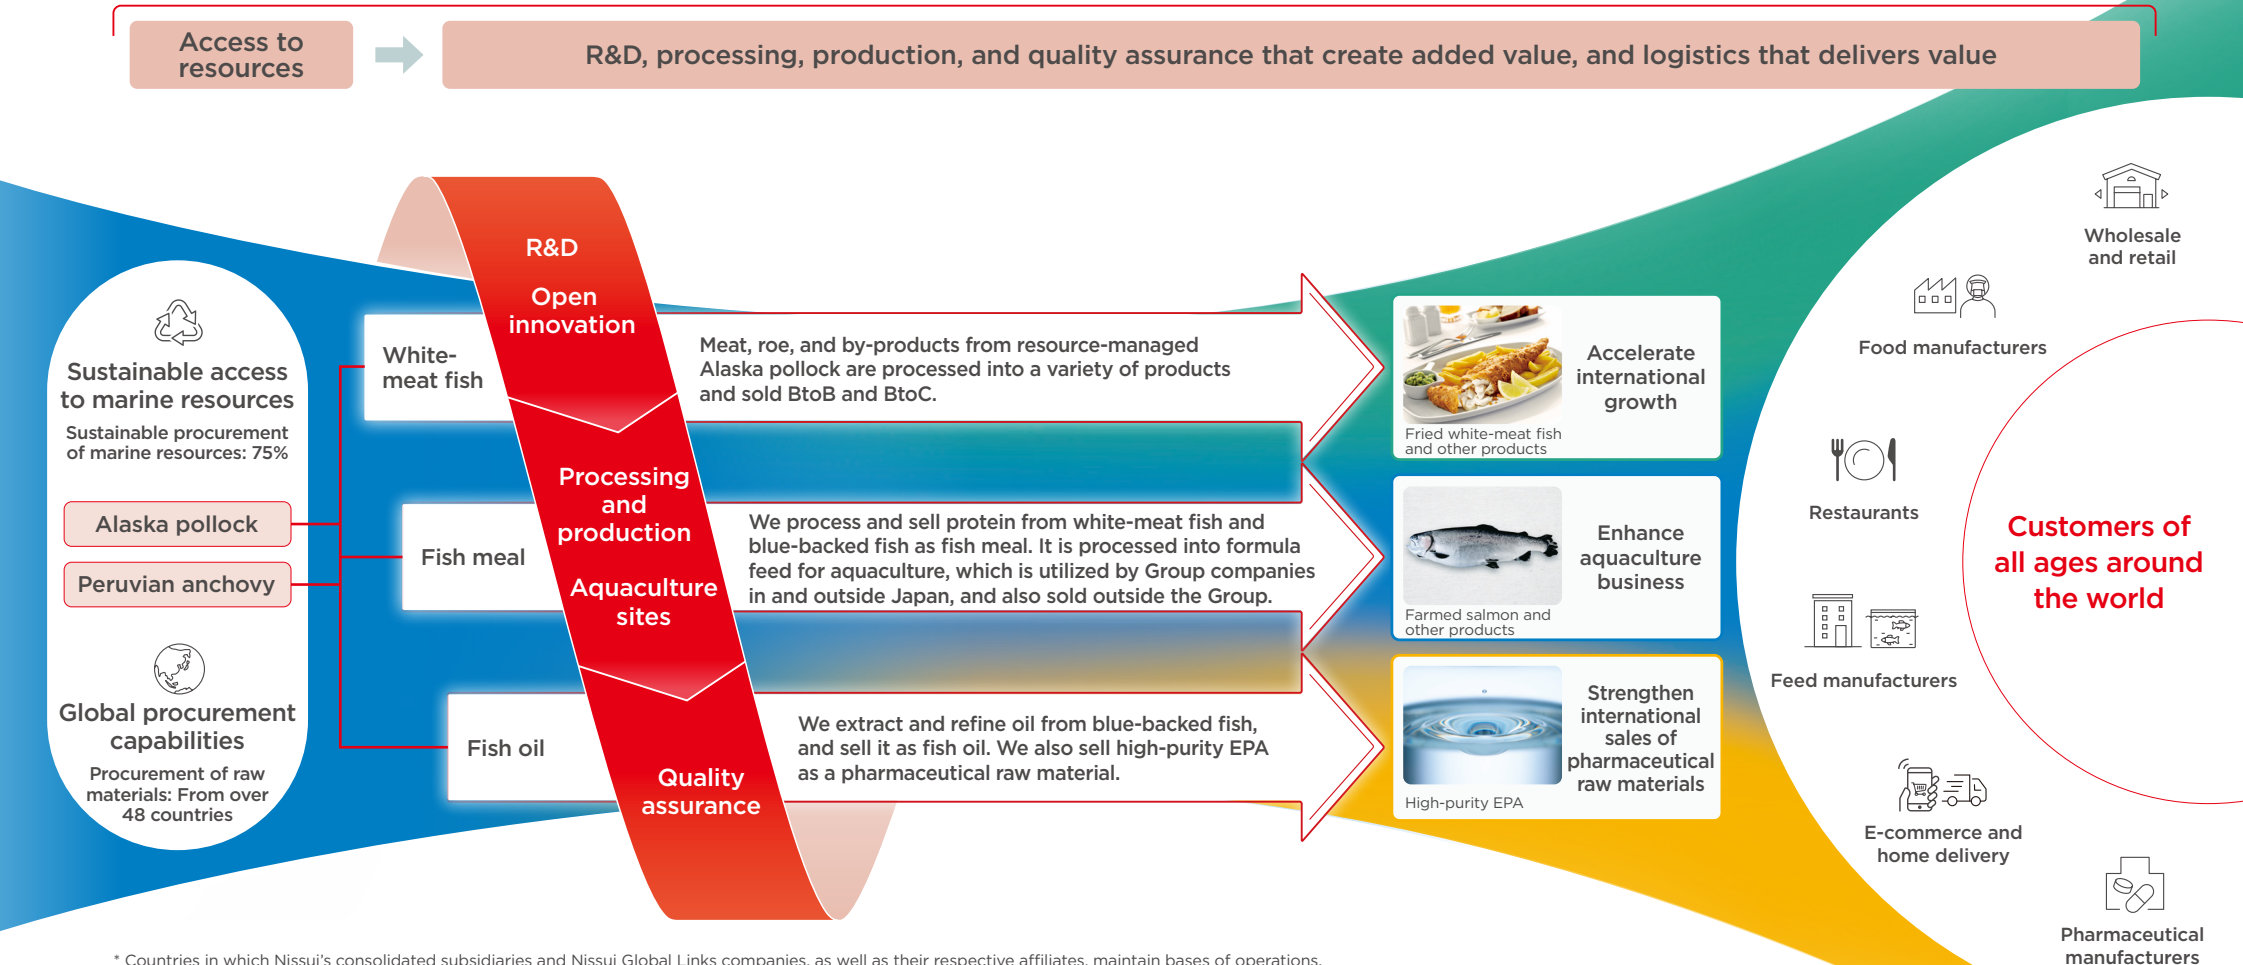 Access to
resources
R&D, processing, production, and quality assurance that create added value, and logistics that delivers value
Sustainable access
to marine resources
Sustainable procurement
of marine resources: 75%
Alaska pollock
Peruvian anchovy
Global procurement
capabilities
Procurement of raw
materials: From over
48 countries
White-
meat fish
Fish meal
Fish oil
R&D
Open
innovation
Processing
and
production
Aquaculture
sites
Quality
assurance
Meat, roe, and by-products from resource-managed
Alaska pollock are processed into a variety of products
and sold BtoB and BtoC.
We process and sell protein from white-meat fish and
blue-backed fish as fish meal. It is processed into formula
feed for aquaculture, which is utilized by Group companies
in and outside Japan, and also sold outside the Group.
We extract and refine oil from blue-backed fish,
and sell it as fish oil. We also sell high-purity EPA
as a pharmaceutical raw material.
Fried white-meat fish
and other products
Accelerate
international
growth
Farmed salmon and
other products
Enhance
aquaculture
business
High-purity EPA
Strengthen
international
sales of
pharmaceutical
raw materials
Wholesale
and retail
Food manufacturers
Restaurants
Feed manufacturers
E-commerce and
home delivery
Pharmaceutical
manufacturers
Customers of
all ages around
the world
* Countries in which Nissui's consolidated subsidiaries and Nissui Global Links companies, as well as their respective affiliates, maintain bases of operations.